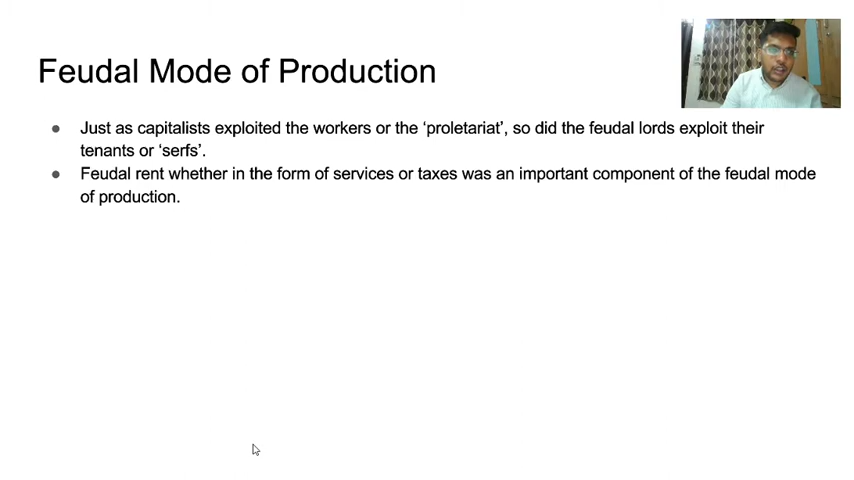 Feudal Mode of Production
● Just as capitalists exploited the workers or the ‘proletariat’, so did the feudal lords exploit their
tenants or ‘serfs’.
● Feudal rent whether in the form of services or taxes was an important component of the feudal mode
of production.